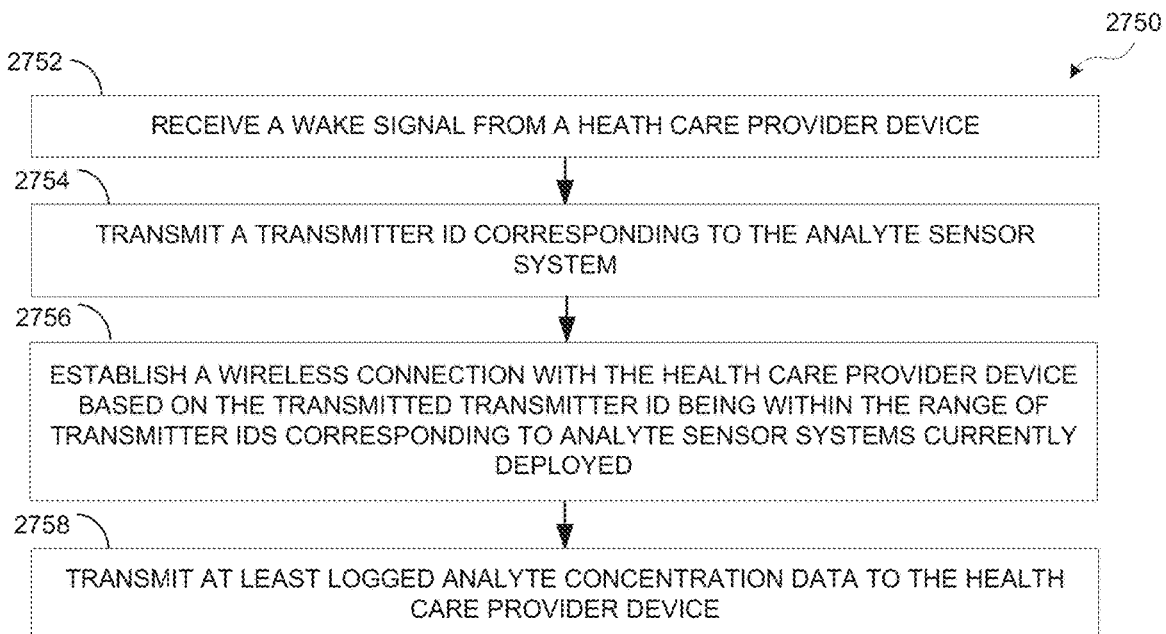 2750
2752
RECEIVE A WAKE SIGNAL FROM A HEATH CARE PROVIDER DEVICE
2754
TRANSMIT A TRANSMITTER ID CORRESPONDING TO THE ANALYTE SENSOR
SYSTEM
2756
ESTABLISH A WIRELESS CONNECTION WITH THE HEALTH CARE PROVIDER DEVICE
BASED ON THE TRANSMITTED TRANSMITTER ID BEING WITHIN THE RANGE OF
TRANSMITTER IDS CORRESPONDING TO ANALYTE SENSOR SYSTEMS CURRENTLY
DEPLOYED
2758
TRANSMIT AT LEAST LOGGED ANALYTE CONCENTRATION DATA TO THE HEALTH
CARE PROVIDER DEVICE